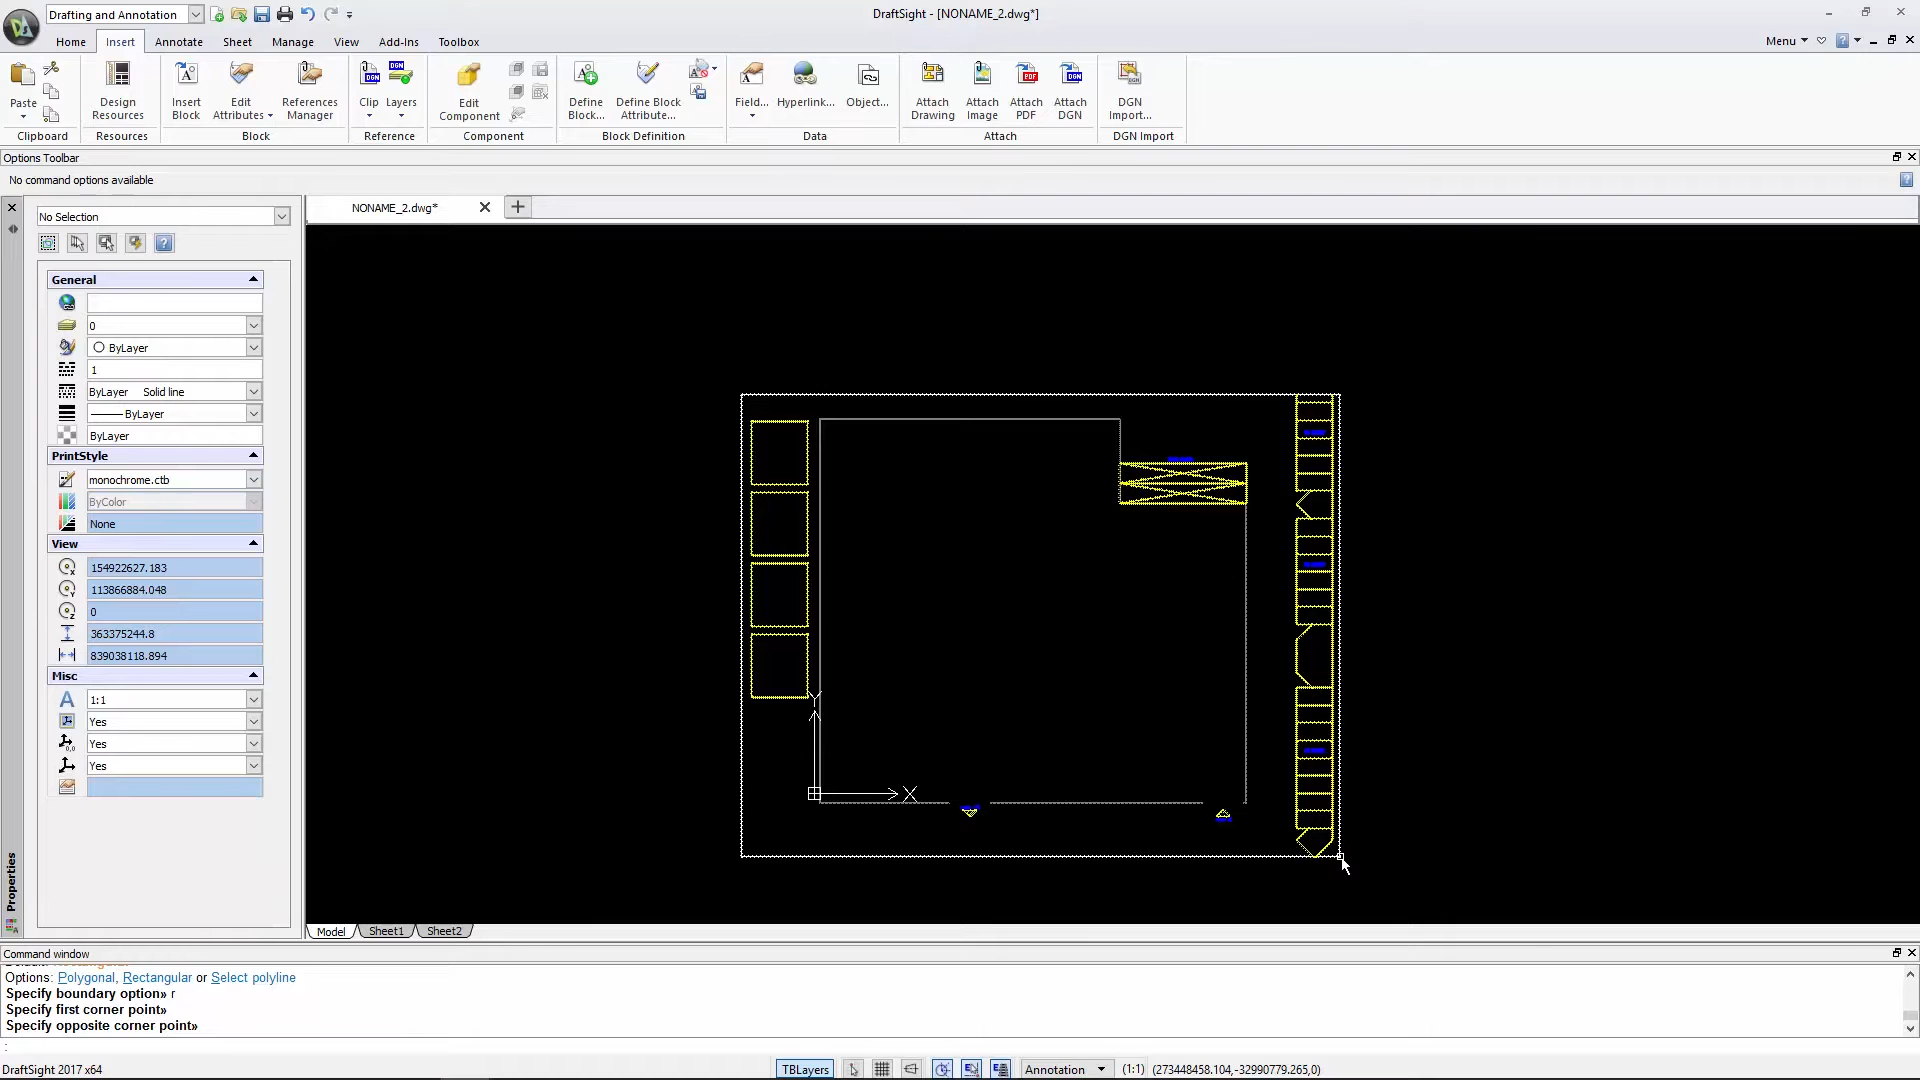 Drafting and Annotation
DraftSight - [NONAME_2.dwg*]
Home
Insert
Annotate
Sheet
Manage
View
Add-Ins
Toolbox
Menu
Paste
Design Resources
Insert Block
Edit Attributes
References Manager
Clip
Layers
Edit Component
Define Block...
Define Block Attribute...
Field...
Hyperlink...
Object...
Attach Drawing
Attach Image
Attach PDF
Attach DGN
DGN Import...
Clipboard
Resources
Block
Reference
Component
Block Definition
Data
Attach
DGN Import
Options Toolbar
No command options available
NONAME_2.dwg*
No Selection
General
0
ByLayer
1
ByLayer Solid line
ByLayer
ByLayer
PrintStyle
monochrome.ctb
ByColor
None
View
154922627.183
113866884.048
0
363375244.8
839038118.894
Misc
1:1
Yes
Yes
Yes
Properties
Y
X
Model
Sheet1
Sheet2
Command window
Options: Polygonal, Rectangular or Select polyline
Specify boundary option» r
Specify first corner point»
Specify opposite corner point»
:
DraftSight 2017 x64
TBLayers
Annotation
(1:1)
(273448458.104,-32990779.265,0)